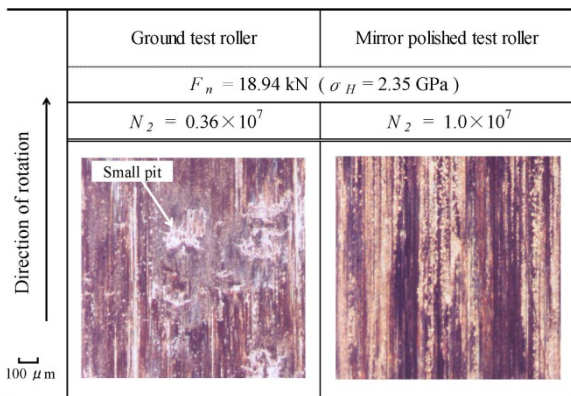 Ground test roller
Mirror polished test roller
F n = 18.94 kN ( σ H = 2.35 GPa )
N 2 = 0.36×10⁷
N 2 = 1.0×10⁷
Direction of rotation
Small pit
100 μm